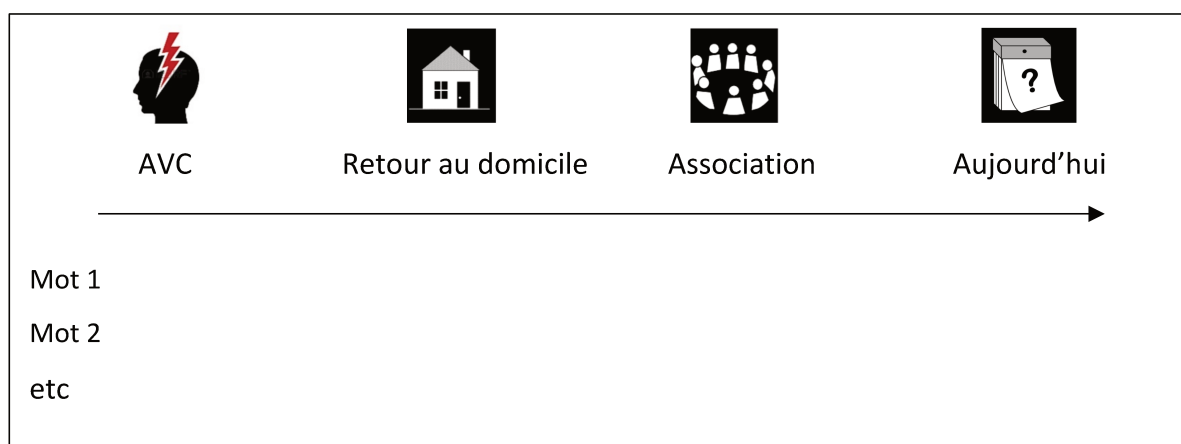 ?
AVC Retour au domicile Association Aujourd’hui
Mot 1
Mot 2
etc